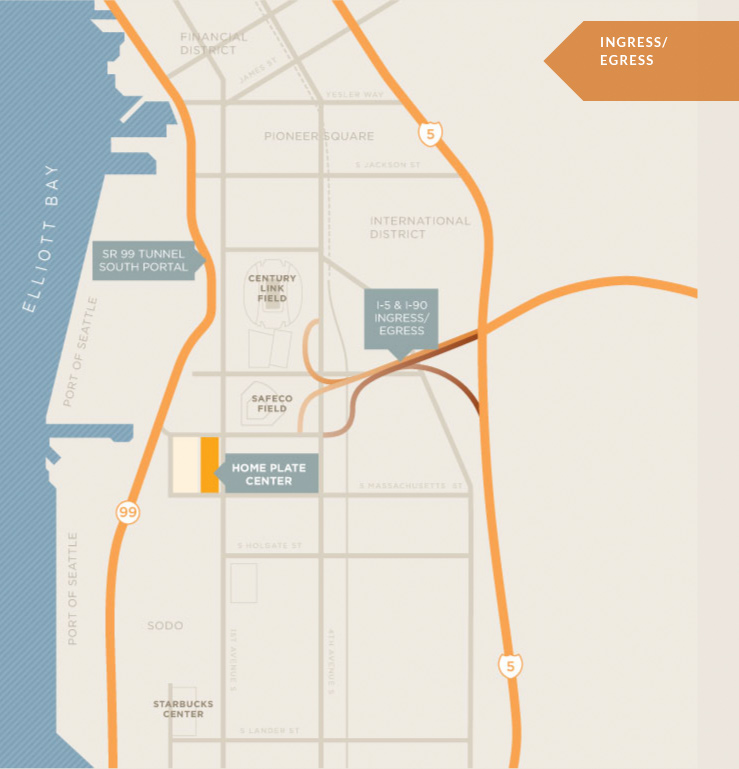 INGRESS/
EGRESS
FINANCIAL
DISTRICT
JAMES ST
YESLER WAY
PIONEER SQUARE
5
S JACKSON ST
ELLIOTT BAY
INTERNATIONAL
DISTRICT
SR 99 TUNNEL
SOUTH PORTAL
CENTURY
LINK
FIELD
I-5 & I-90
INGRESS/
EGRESS
PORT OF SEATTLE
SAFECO
FIELD
HOME PLATE
CENTER
S MASSACHUSETTS ST
99
S HOLGATE ST
PORT OF SEATTLE
SODO
1ST AVENUE S
4TH AVENUE S
5
STARBUCKS
CENTER
S LANDER ST